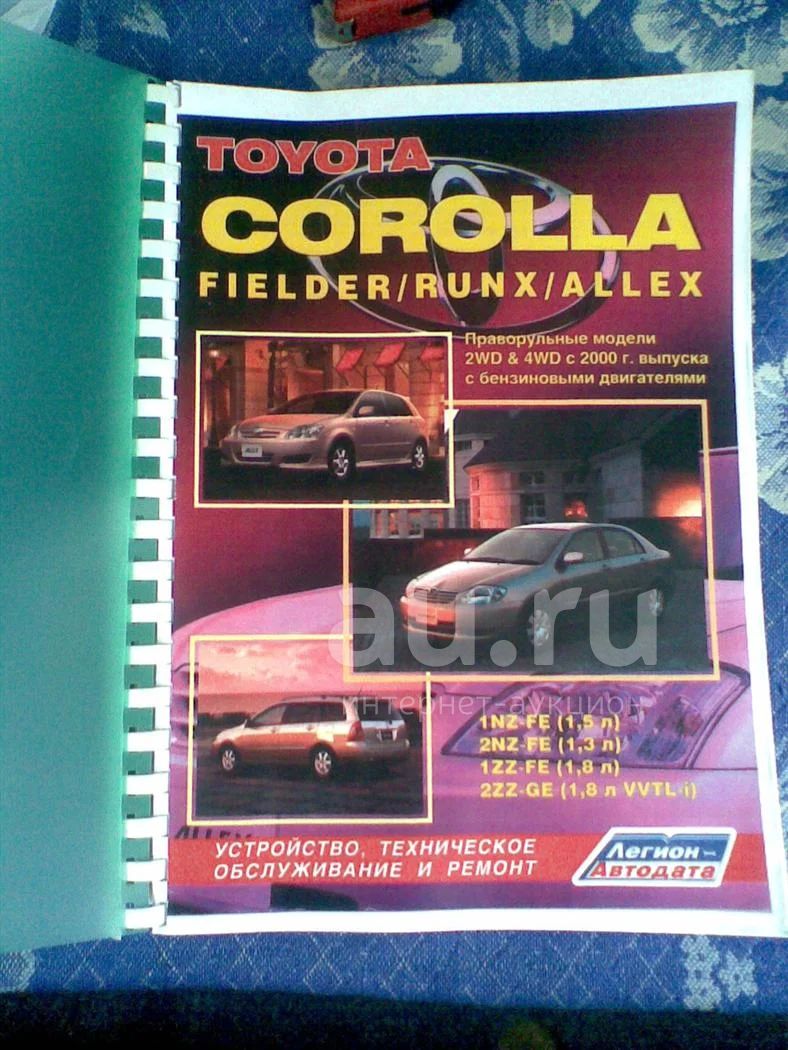 TOYOTA
COROLLA
FIELDER/RUNX/ALLEX
Праворульные модели
2WD & 4WD с 2000 г. выпуска
с бензиновыми двигателями
au.ru
интернет-аукцион
1NZ-FE (1,5 л)
2NZ-FE (1,3 л)
1ZZ-FE (1,8 л)
2ZZ-GE (1,8 л VVTL-i)
УСТРОЙСТВО, ТЕХНИЧЕСКОЕ
ОБСЛУЖИВАНИЕ И РЕМОНТ
Легион-
Автодата